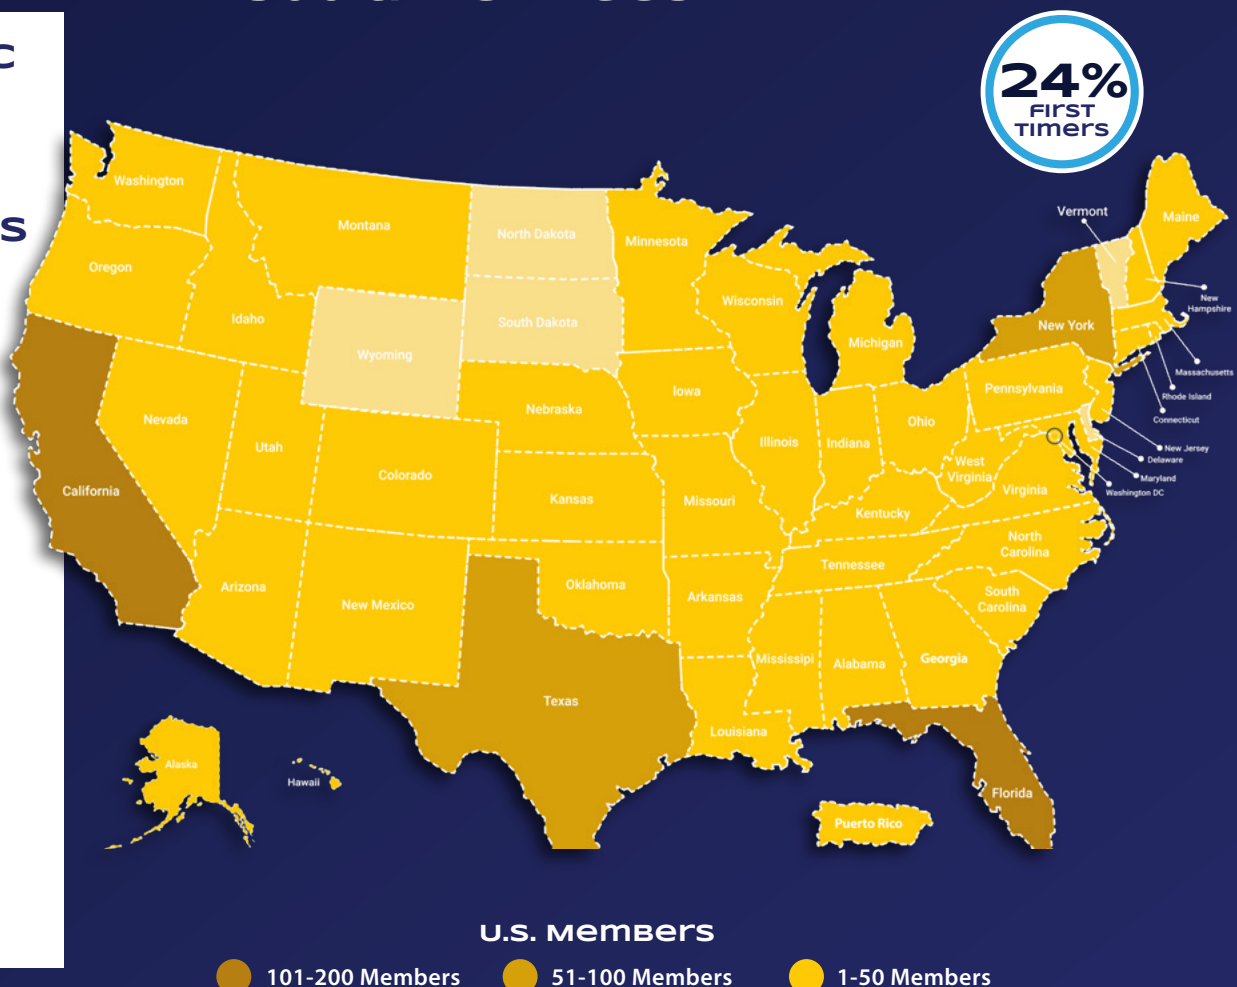 C
s
24%
First
Timers
Washington
Montana
North Dakota
Minnesota
Vermont
Maine
Oregon
Idaho
Wyoming
South Dakota
Wisconsin
Michigan
New York
New
Hampshire
Massachusetts
Rhode Island
Connecticut
Nevada
Utah
Colorado
Nebraska
Iowa
Illinois
Indiana
Ohio
Pennsylvania
New Jersey
Delaware
Maryland
Washington DC
California
Kansas
Missouri
West
Virginia
Virginia
Kentucky
North
Carolina
Arizona
New Mexico
Oklahoma
Arkansas
Tennessee
South
Carolina
Texas
Louisiana
Mississipi
Alabama
Georgia
Florida
Alaska
Hawaii
Puerto Rico
U.S. Members
101-200 Members
51-100 Members
1-50 Members